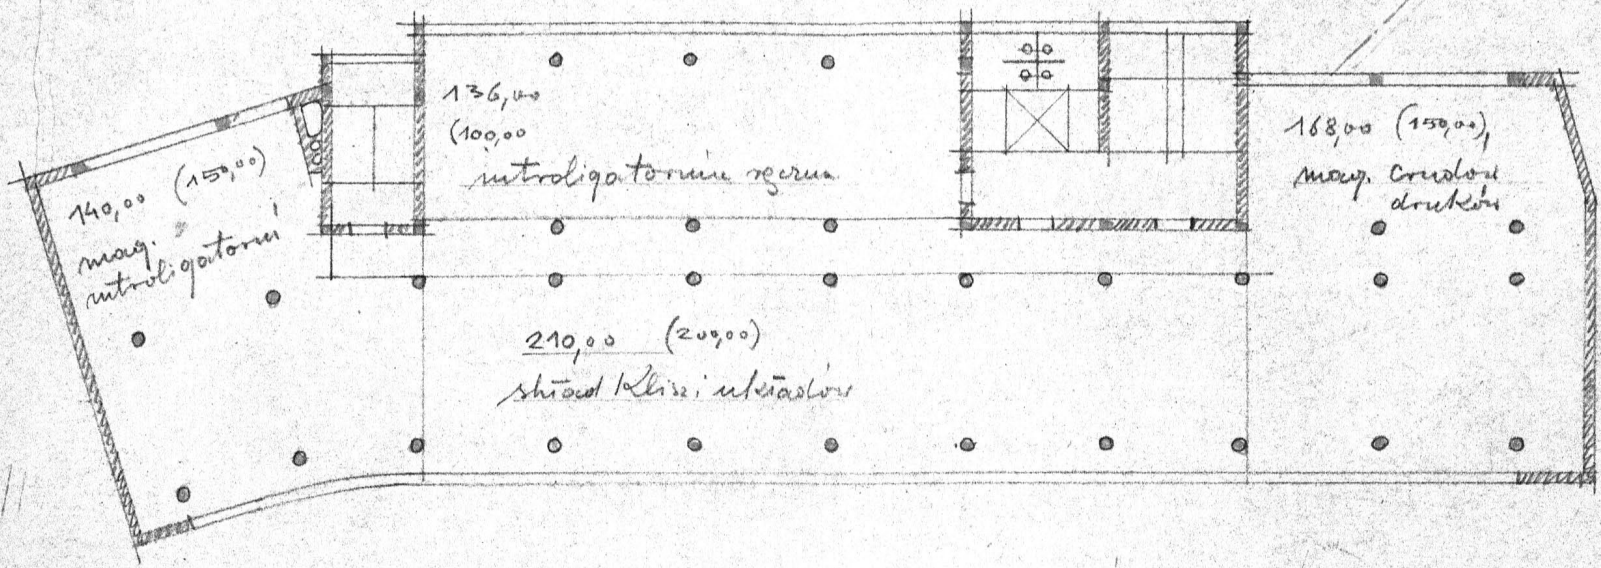 140,00 (150,00)
mag.
introligatorni
136,00
(100,00
introligatornia ręczna
210,00 (200,00)
skład Klisz i układów
168,00 (150,00),
mag. crudów
druków